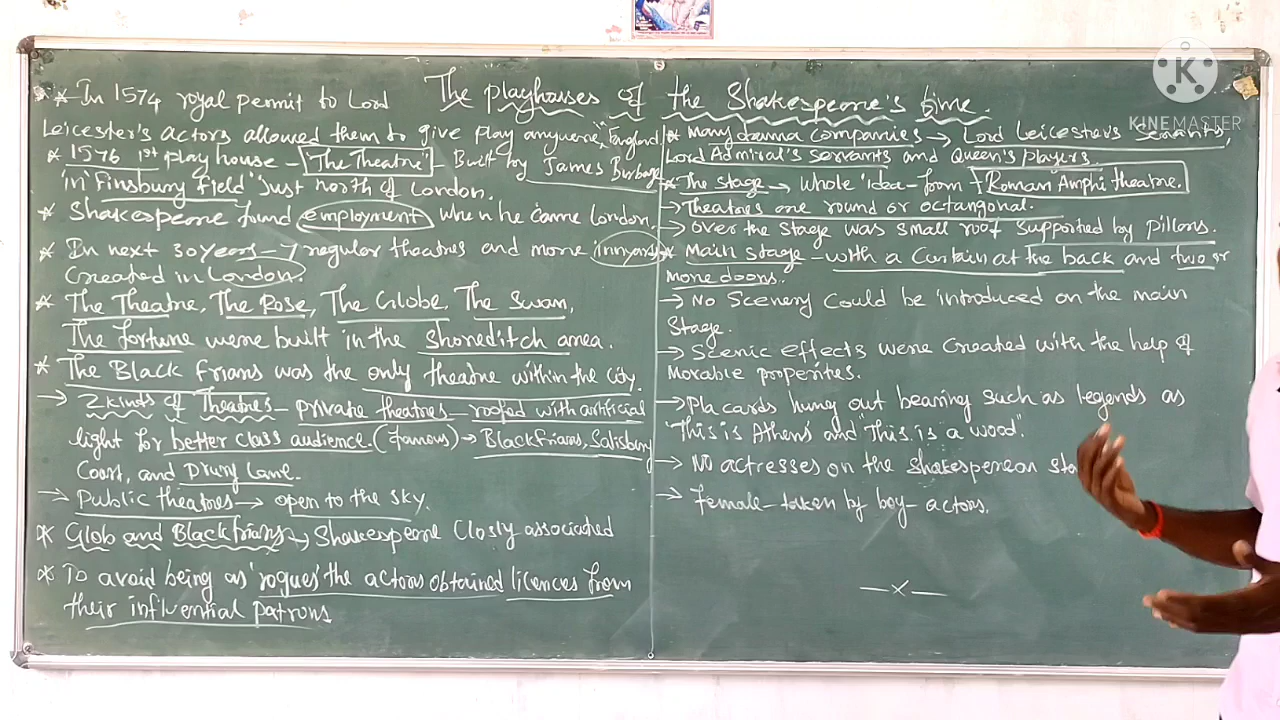 The playhouses of the Shakespeare's time.
* In 1574 royal permit to Lord
Leicester's actors allowed them to give play anywere in England
* 1576 1st play house - "The Theatre" - Built by James Burbage
in "Finsbury Field" Just north of London.
* Shakespeare found employment when he came London.
* In next 30 years - 7 regular theatres and more innyards
Created in London.
* The Theatre, The Rose, The Globe, The Swan,
The fortune were built in the shoreditch area.
* The Black Friars was the only theatre within the city.
→ 2 kinds of Theatres - private theatres - roofed with artificial
light for better class audience. (famous) → Blackfriars, Salisbury
Court, and Drury Lane.
→ Public theatres → open to the sky.
* Glob and Blackfriars → Shakespeare Closly associated
* To avoid being as 'rogues' the actors obtained licences from
their influential patrons
* Many drama companies → Lord Leicesters servants,
Lord Admiral's servants and Queen's players.
* The stage → whole idea - from Roman Amphi theatre.
→ Theatres are round or octangonal.
→ over the stage was small roof supported by pillars.
* Main stage - with a curtain at the back and two or
more doors.
→ No scenery could be introduced on the main
stage.
→ Scenic effects were created with the help of
Movable properites.
→ Placards hung out bearing such as legends as
"This is Athens" and "This is a wood".
→ No actresses on the shakesperean
→ Female - taken by boy - actors.
—x—
K
KINEMASTER